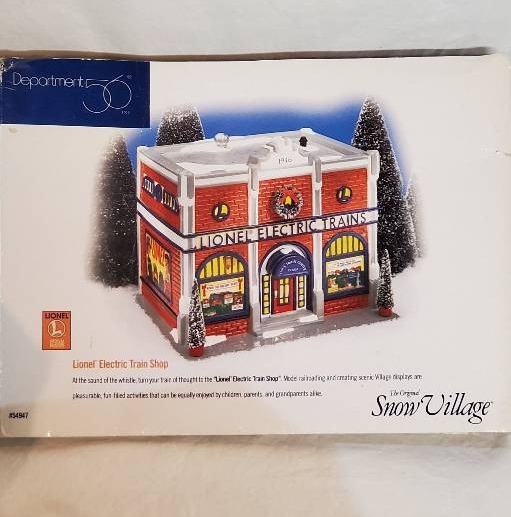 Department 56
1946
LIONEL ELECTRIC TRAINS
LIONEL
Lionel® Electric Train Shop
At the sound of the whistle, turn your train of thought to the "Lionel® Electric Train Shop". Model railroading and creating scenic Village displays are
pleasurable, fun-filled activities that can be equally enjoyed by children, parents, and grandparents alike.
#54947
The Original
Snow Village®